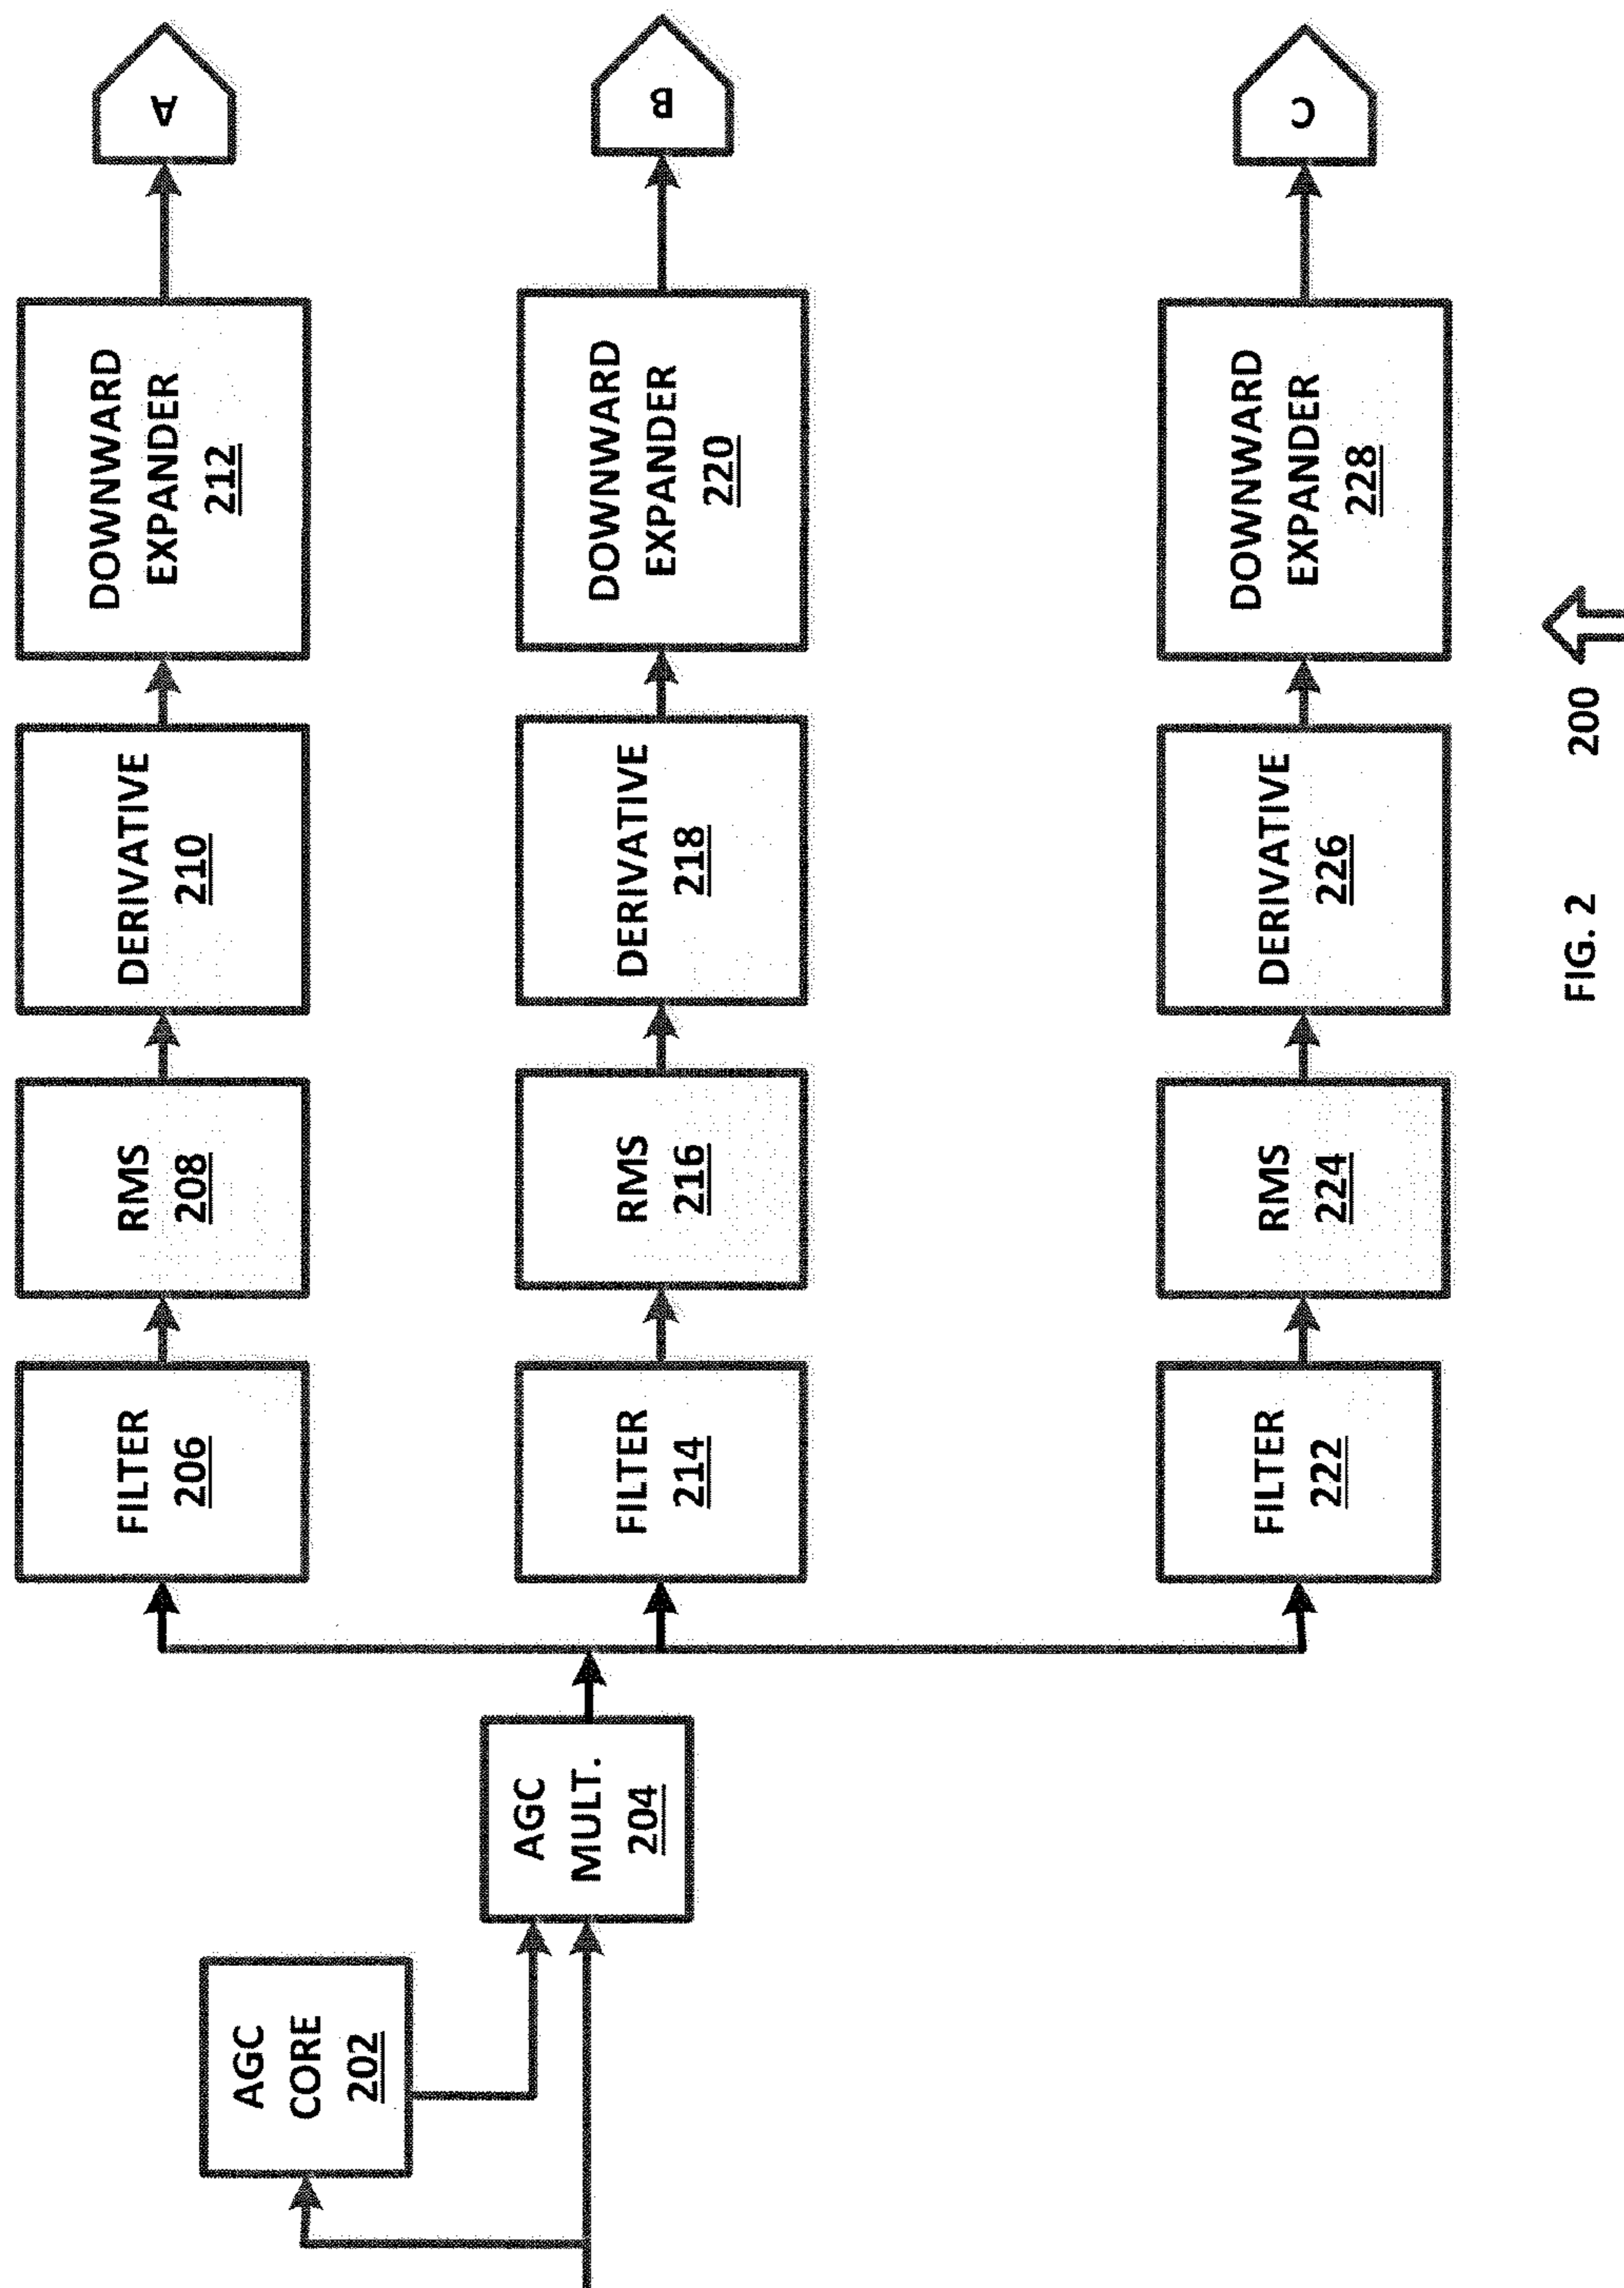 AGC
CORE
202
AGC
MULT.
204
FILTER
206
RMS
208
DERIVATIVE
210
DOWNWARD
EXPANDER
212
A
FILTER
214
RMS
216
DERIVATIVE
218
DOWNWARD
EXPANDER
220
B
FILTER
222
RMS
224
DERIVATIVE
226
DOWNWARD
EXPANDER
228
C
FIG. 2
200